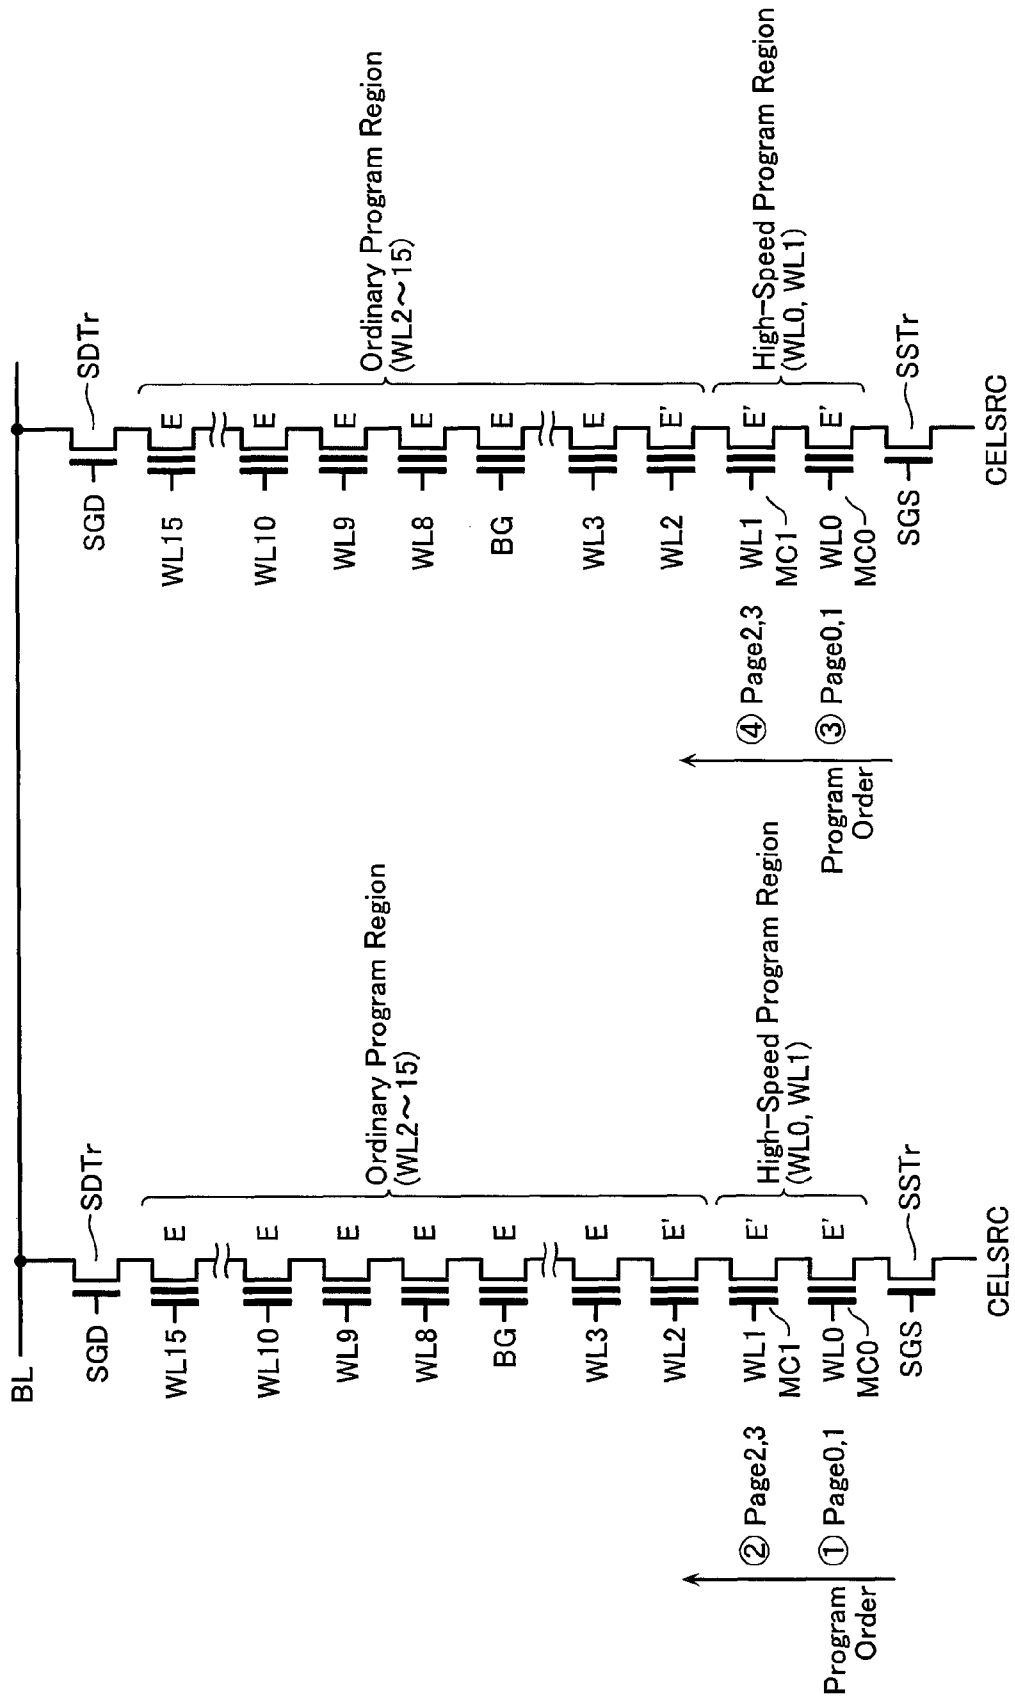 BL
SGD
SDTr
WL15 E
WL10 E
WL9 E
WL8 E
BG E
WL3 E
WL2 E'
WL1 E'
MC1
WL0 E'
MC0
SGS
SSTr
CELSRC
Ordinary Program Region
(WL2～15)
High-Speed Program Region
(WL0, WL1)
② Page2,3
① Page0,1
Program
Order
SGD
SDTr
WL15 E
WL10 E
WL9 E
WL8 E
BG E
WL3 E
WL2 E'
WL1 E'
MC1
WL0 E'
MC0
SGS
SSTr
CELSRC
Ordinary Program Region
(WL2～15)
High-Speed Program Region
(WL0, WL1)
④ Page2,3
③ Page0,1
Program
Order